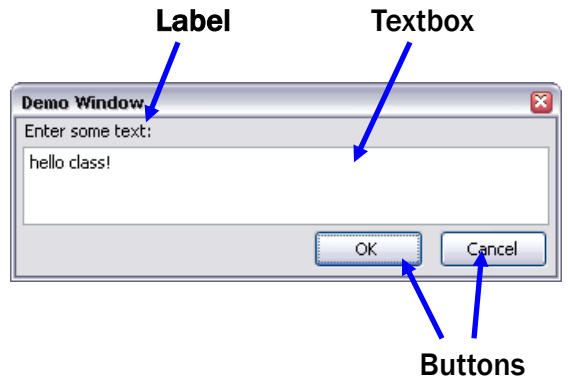 Label Textbox
Demo Window
Enter some text:
hello class!
OK Cancel
Buttons